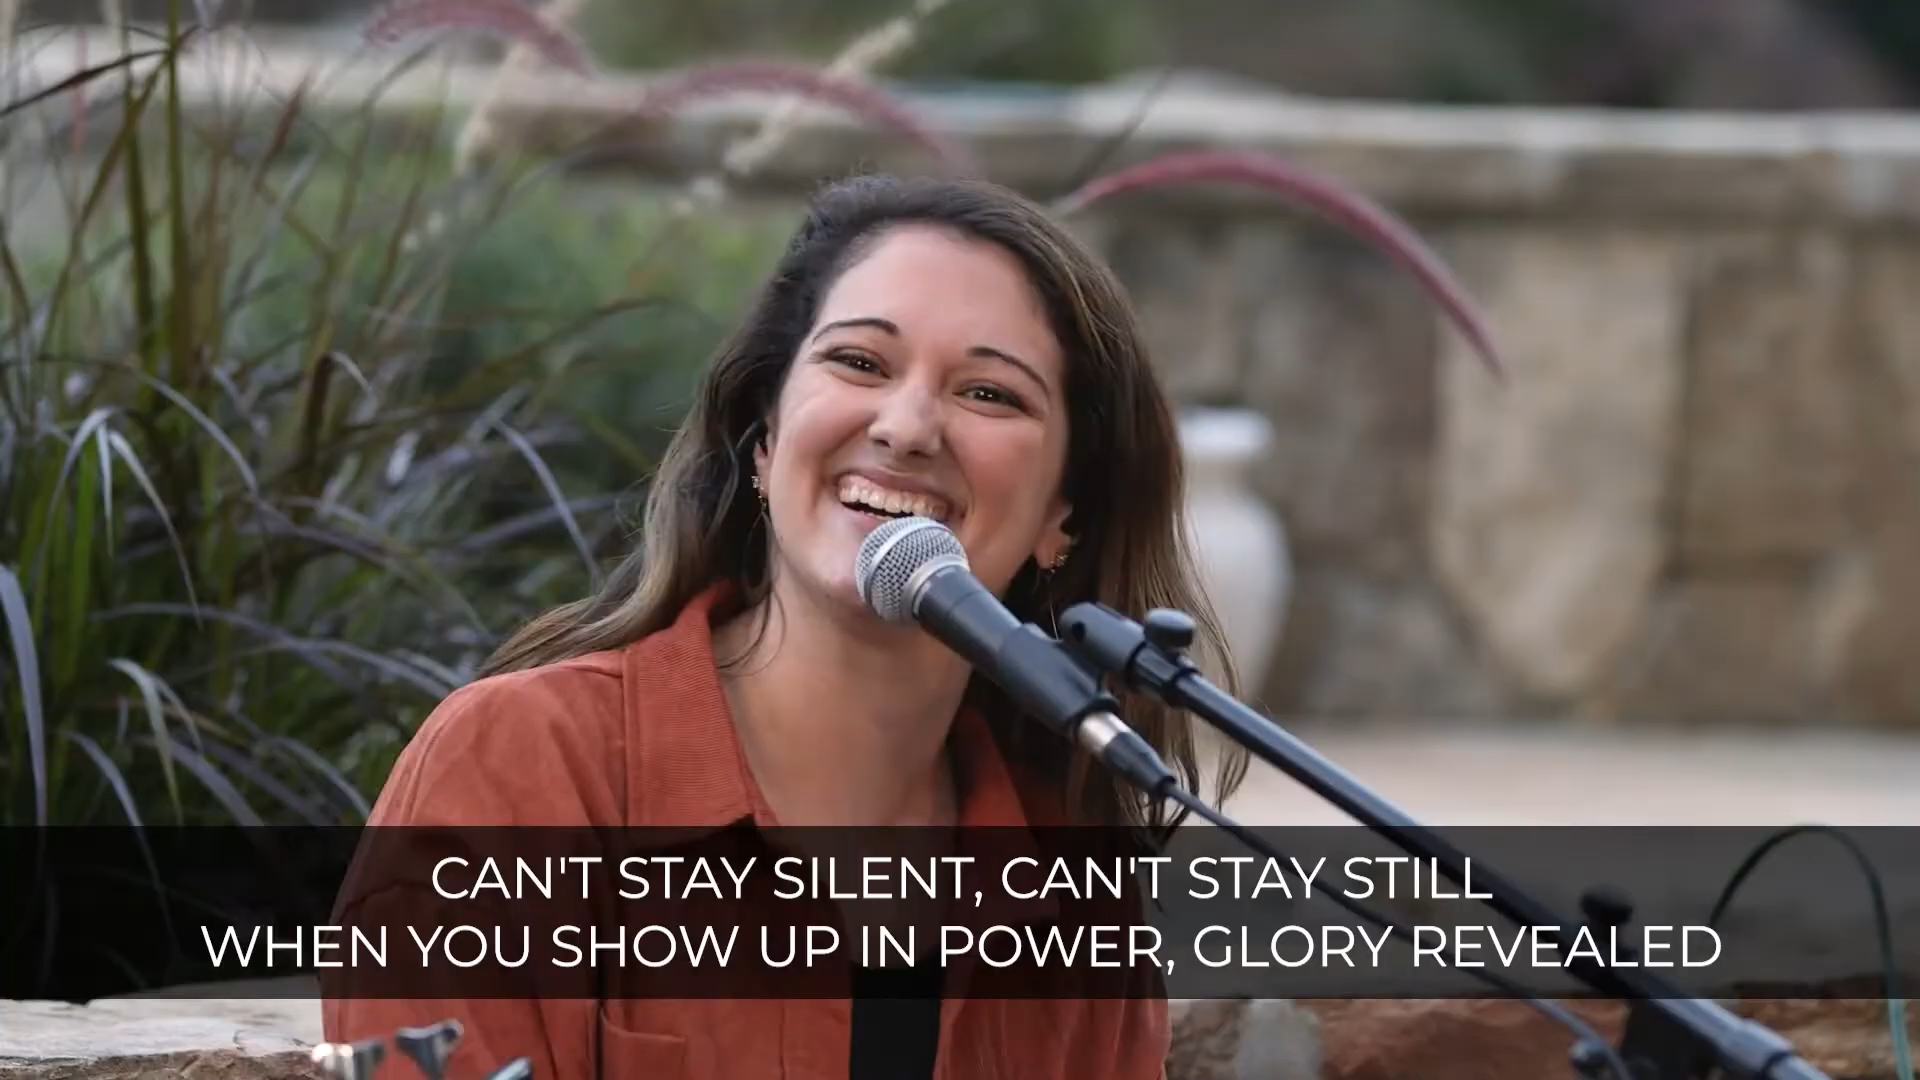 CAN'T STAY SILENT, CAN'T STAY STILL
WHEN YOU SHOW UP IN POWER, GLORY REVEALED